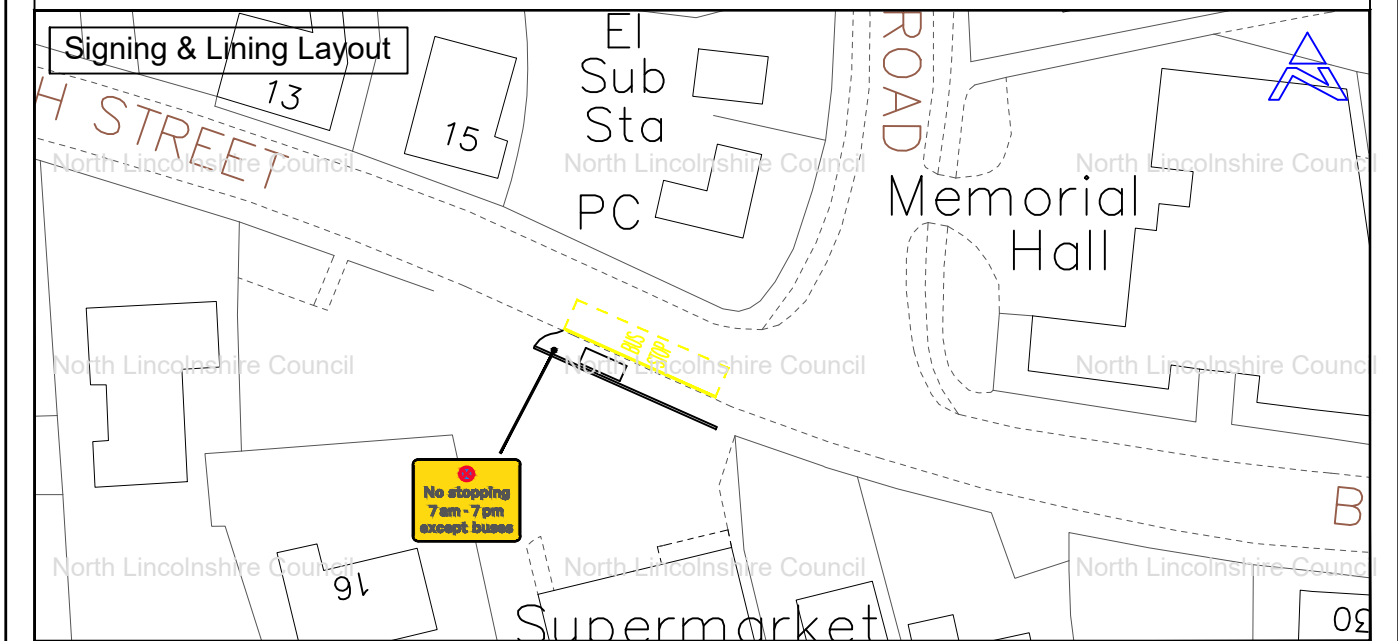 Signing & Lining Layout
El
Sub
Sta
ROAD
13
15
H STREET
North Lincolnshire Council
North Lincolnshire Council
North Lincolnshire Council
PC
Memorial
Hall
BUS
STOP
North Lincolnshire Council
North Lincolnshire Council
North Lincolnshire Council
No stopping
7 am - 7 pm
except buses
B
North Lincolnshire Council
North Lincolnshire Council
North Lincolnshire Council
16
Supermarket
30